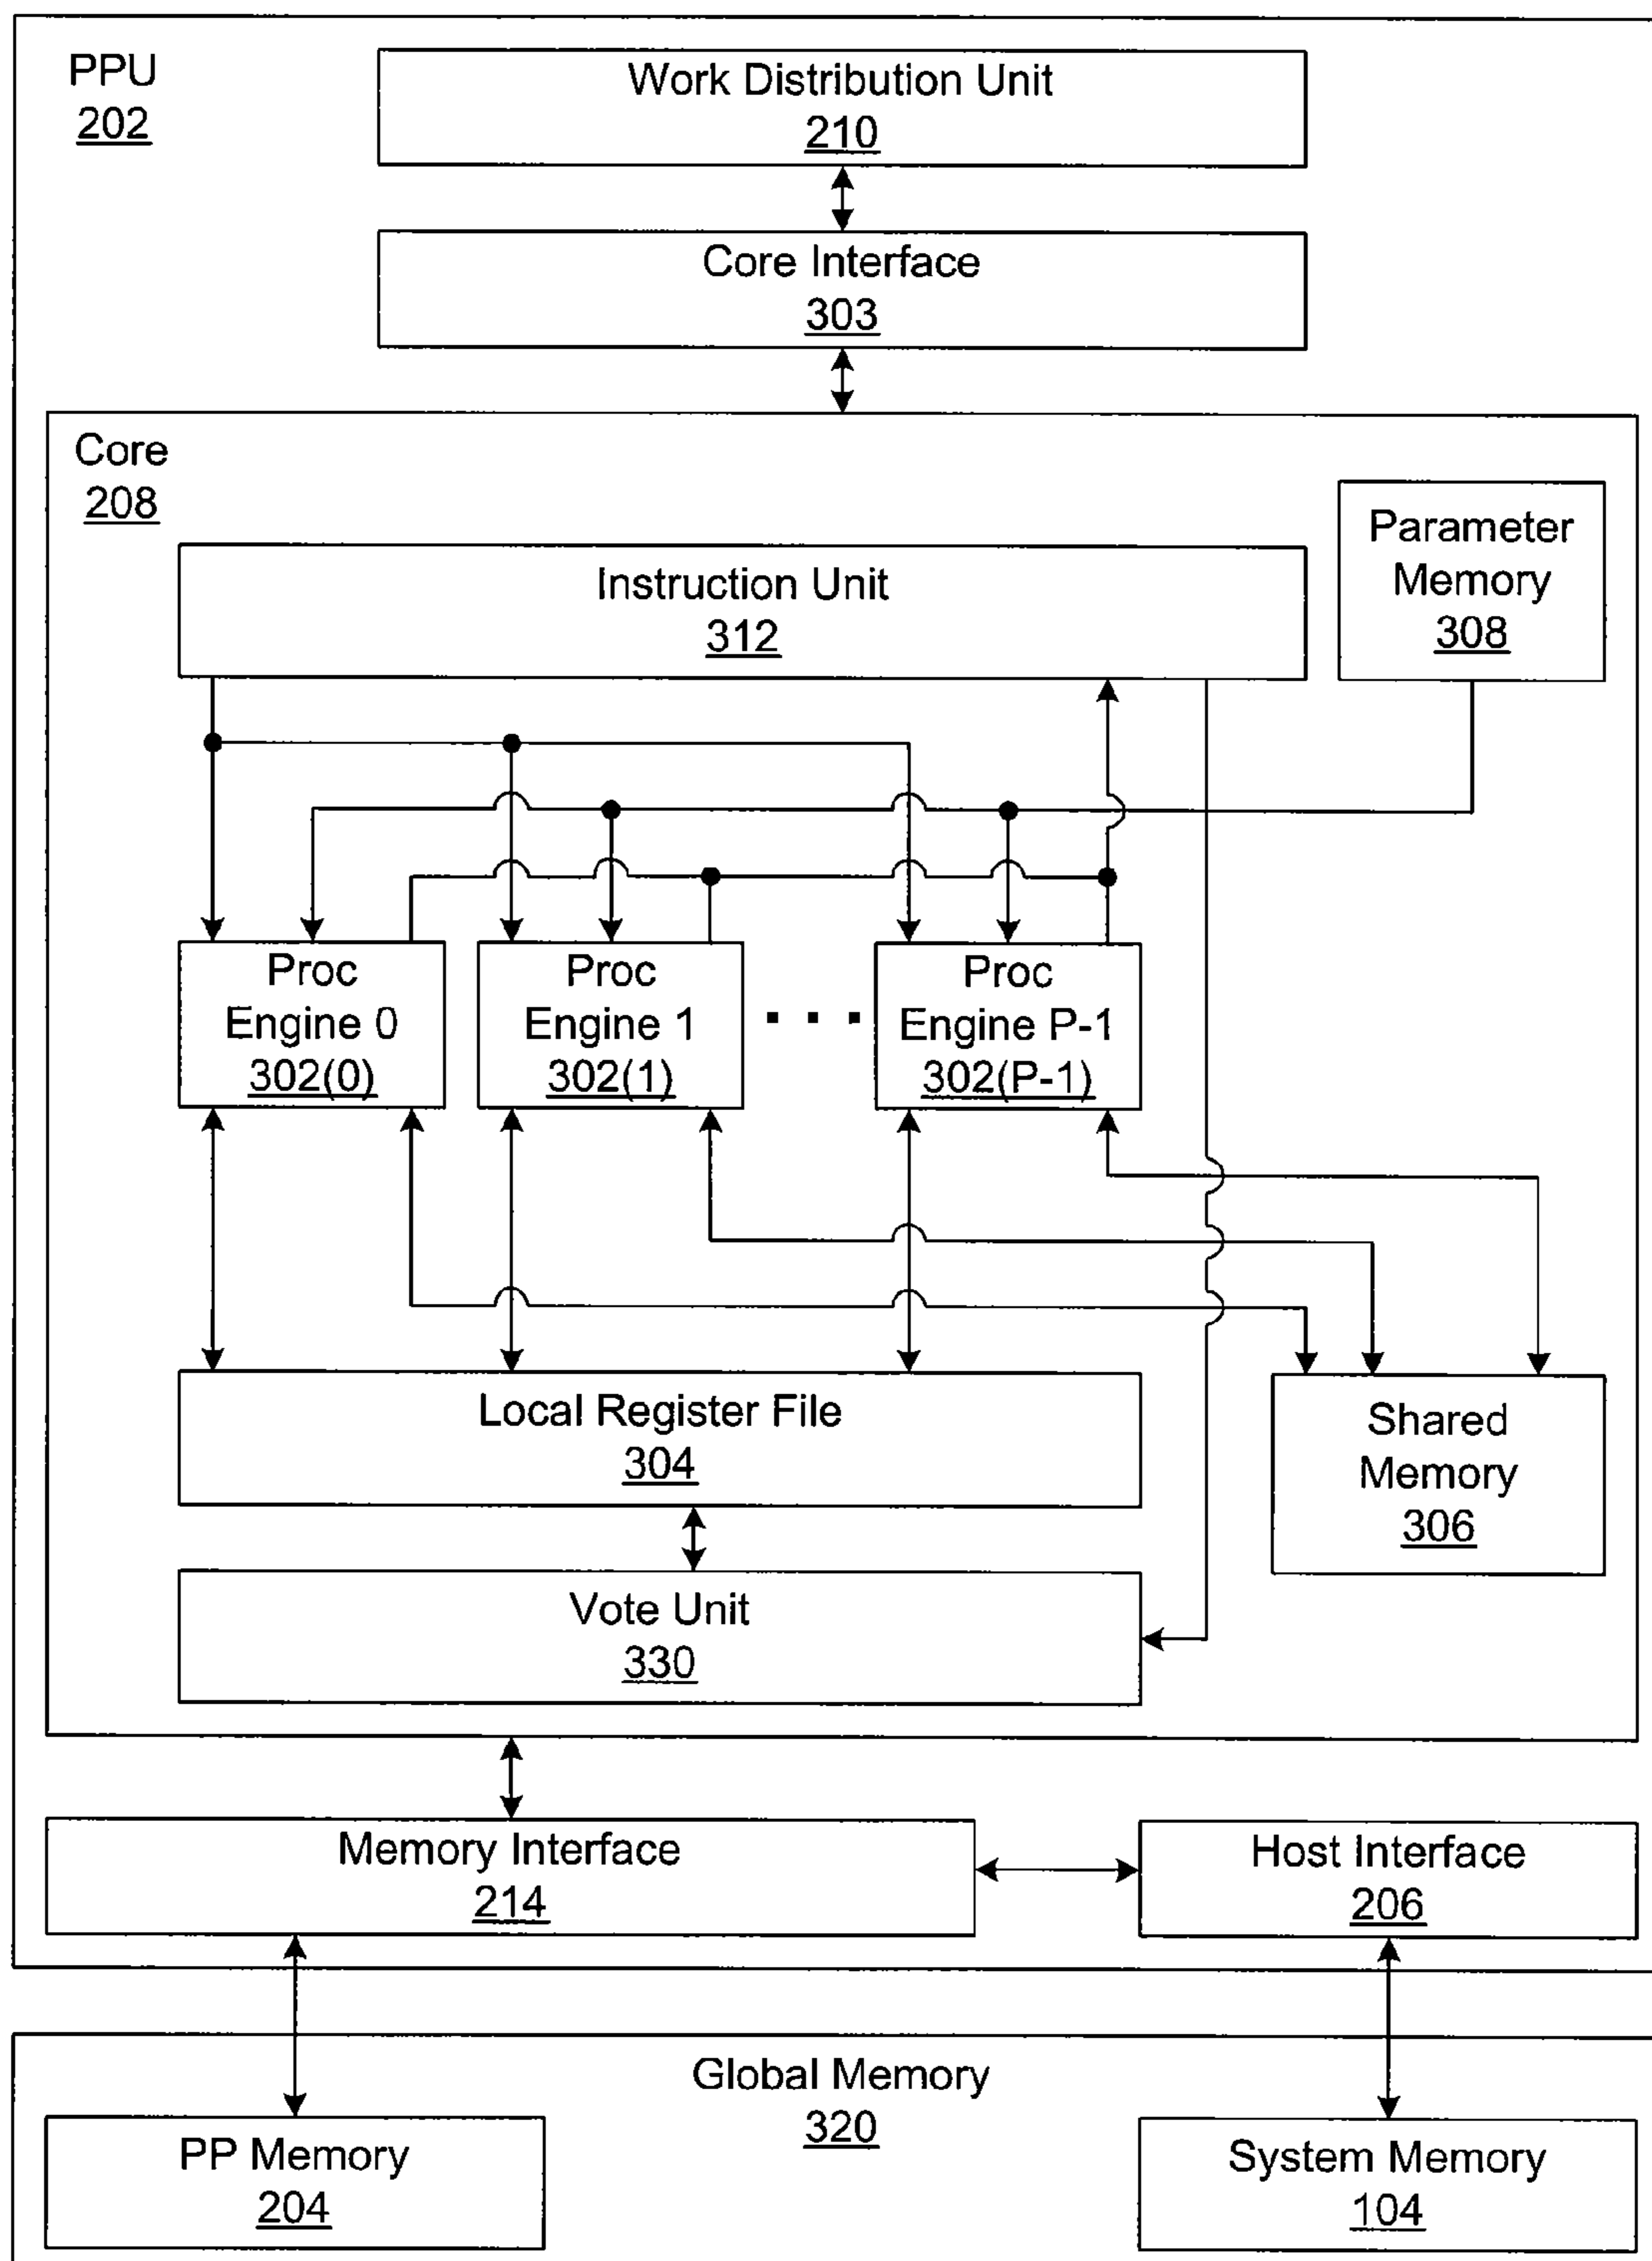 PPU
202
Work Distribution Unit
210
Core Interface
303
Core
208
Parameter
Memory
308
Instruction Unit
312
Proc
Engine 0
302(0)
Proc
Engine 1
302(1)
Proc
Engine P-1
302(P-1)
Local Register File
304
Shared
Memory
306
Vote Unit
330
Memory Interface
214
Host Interface
206
Global Memory
320
PP Memory
204
System Memory
104